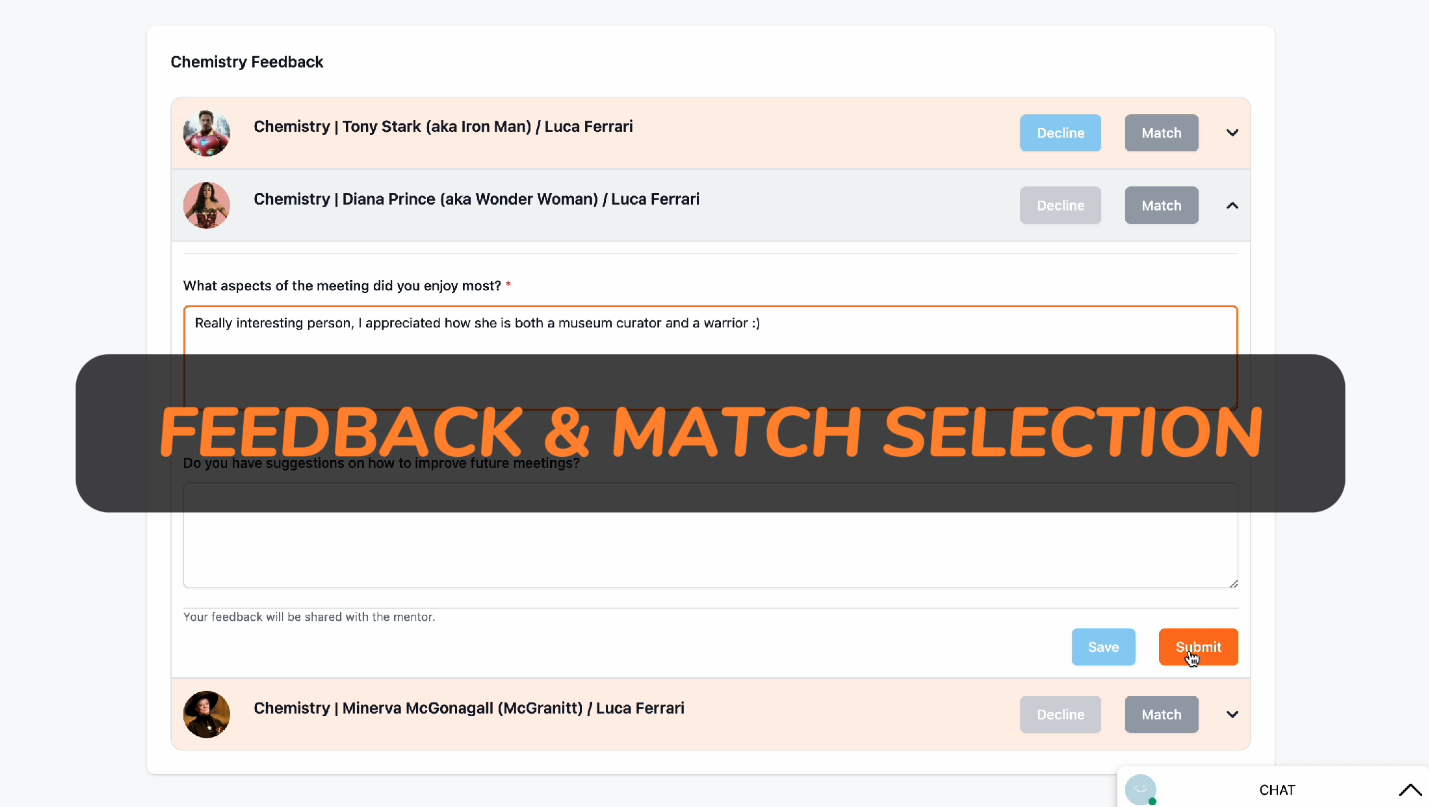 Chemistry Feedback
Chemistry | Tony Stark (aka Iron Man) / Luca Ferrari
Decline
Match
Chemistry | Diana Prince (aka Wonder Woman) / Luca Ferrari
Decline
Match
What aspects of the meeting did you enjoy most? *
Really interesting person, I appreciated how she is both a museum curator and a warrior :)
FEEDBACK & MATCH SELECTION
Do you have suggestions on how to improve future meetings?
Your feedback will be shared with the mentor.
Save
Submit
Chemistry | Minerva McGonagall (McGranitt) / Luca Ferrari
Decline
Match
CHAT